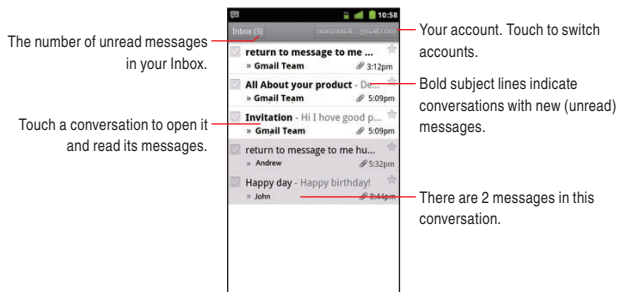 10:58
Inbox (3)
The number of unread messages
in your Inbox.
Your account. Touch to switch
accounts.
return to message to me ...
» Gmail Team 3:12pm
All About your product - De...
» Gmail Team 5:09pm
Bold subject lines indicate
conversations with new (unread)
messages.
Touch a conversation to open it
and read its messages.
Invitation - Hi I hove good p...
» Gmail Team 5:09pm
return to message to me hu...
» Andrew 5:32pm
Happy day - Happy birthday!
» John 8:44pm
There are 2 messages in this
conversation.